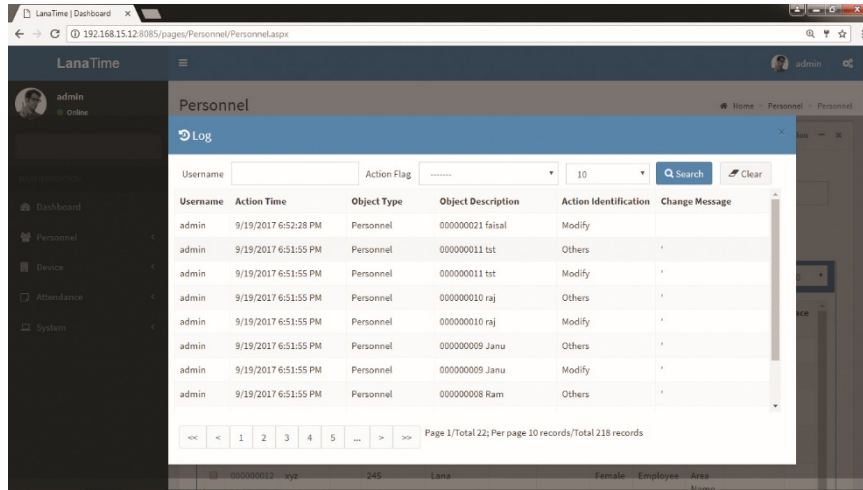 LanaTime | Dashboard
192.168.15.12:8085/pages/Personnel/Personnel.aspx
LanaTime
admin
admin
Online
Personnel
Home
Personnel
Personnel
Log
Username
Action Flag
-------
10
Search
Clear
Username Action Time Object Type Object Description Action Identification Change Message
admin 9/19/2017 6:52:28 PM Personnel 000000021 faisal Modify
admin 9/19/2017 6:51:55 PM Personnel 000000011 tst Others '
admin 9/19/2017 6:51:55 PM Personnel 000000011 tst Modify '
admin 9/19/2017 6:51:55 PM Personnel 000000010 raj Others '
admin 9/19/2017 6:51:55 PM Personnel 000000010 raj Modify '
admin 9/19/2017 6:51:55 PM Personnel 000000009 Janu Others '
admin 9/19/2017 6:51:55 PM Personnel 000000009 Janu Modify '
admin 9/19/2017 6:51:55 PM Personnel 000000008 Ram Others '
<< < 1 2 3 4 5 ... > >> Page 1/Total 22; Per page 10 records/Total 218 records
Dashboard
Personnel
Device
Attendance
System
000000012 xyz 245 Lana Female Employee Area
Name